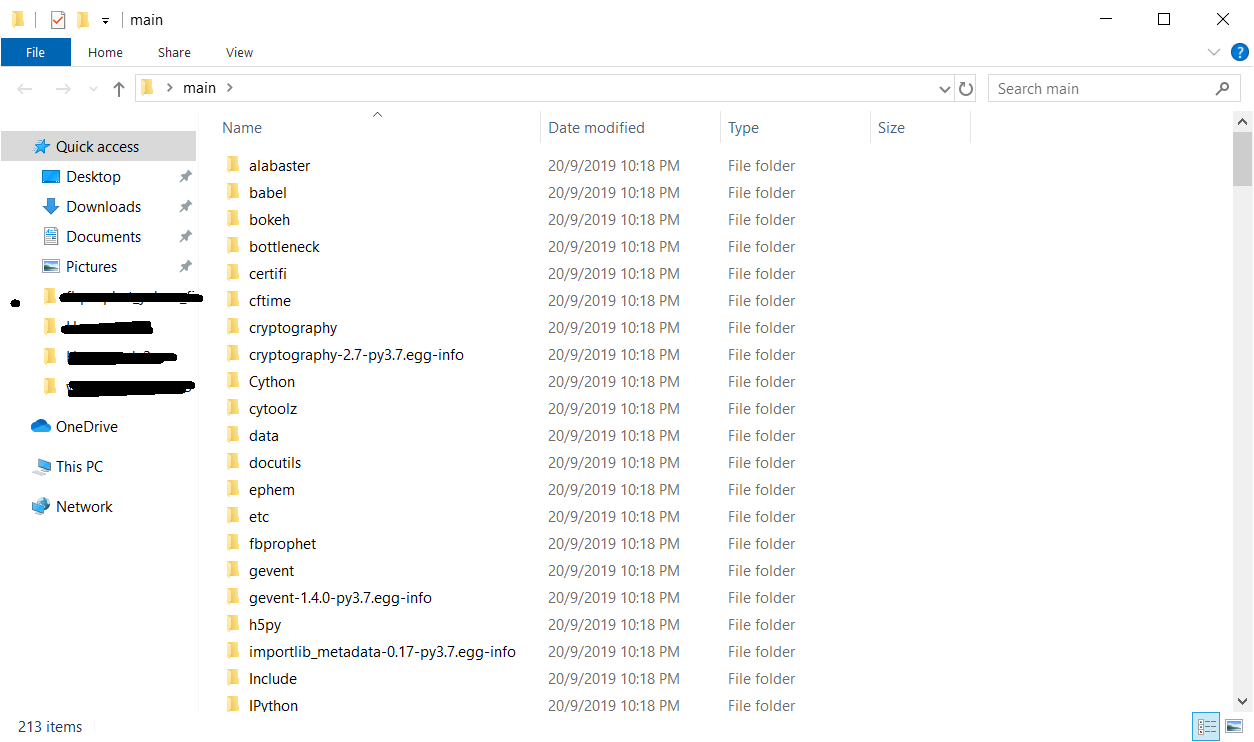 main
File Home Share View
main
Search main
Name Date modified Type Size
Quick access
Desktop
Downloads
Documents
Pictures
OneDrive
This PC
Network
alabaster 20/9/2019 10:18 PM File folder
babel 20/9/2019 10:18 PM File folder
bokeh 20/9/2019 10:18 PM File folder
bottleneck 20/9/2019 10:18 PM File folder
certifi 20/9/2019 10:18 PM File folder
cftime 20/9/2019 10:18 PM File folder
cryptography 20/9/2019 10:18 PM File folder
cryptography-2.7-py3.7.egg-info 20/9/2019 10:18 PM File folder
Cython 20/9/2019 10:18 PM File folder
cytoolz 20/9/2019 10:18 PM File folder
data 20/9/2019 10:18 PM File folder
docutils 20/9/2019 10:18 PM File folder
ephem 20/9/2019 10:18 PM File folder
etc 20/9/2019 10:18 PM File folder
fbprophet 20/9/2019 10:18 PM File folder
gevent 20/9/2019 10:18 PM File folder
gevent-1.4.0-py3.7.egg-info 20/9/2019 10:18 PM File folder
h5py 20/9/2019 10:18 PM File folder
importlib_metadata-0.17-py3.7.egg-info 20/9/2019 10:18 PM File folder
Include 20/9/2019 10:18 PM File folder
IPython 20/9/2019 10:18 PM File folder
213 items